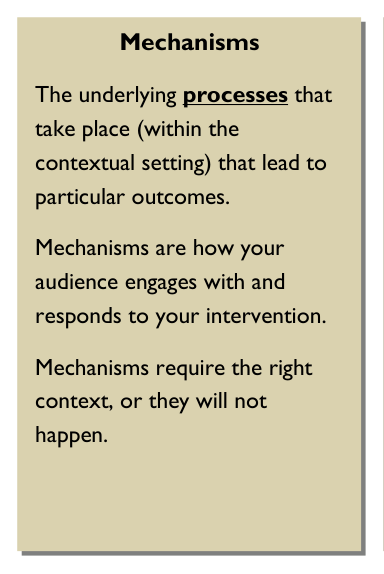 Mechanisms
The underlying processes that
take place (within the
contextual setting) that lead to
particular outcomes.
Mechanisms are how your
audience engages with and
responds to your intervention.
Mechanisms require the right
context, or they will not
happen.